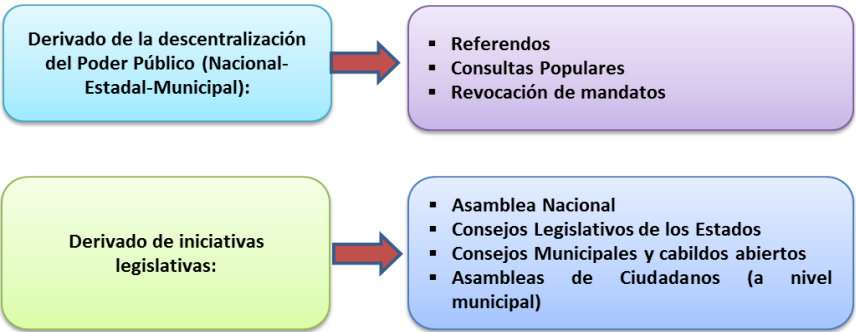 Derivado de la descentralización
del Poder Público (Nacional-
Estadal-Municipal):
▪ Referendos
▪ Consultas Populares
▪ Revocación de mandatos
Derivado de iniciativas
legislativas:
▪ Asamblea Nacional
▪ Consejos Legislativos de los Estados
▪ Consejos Municipales y cabildos abiertos
▪ Asambleas de Ciudadanos (a nivel
municipal)